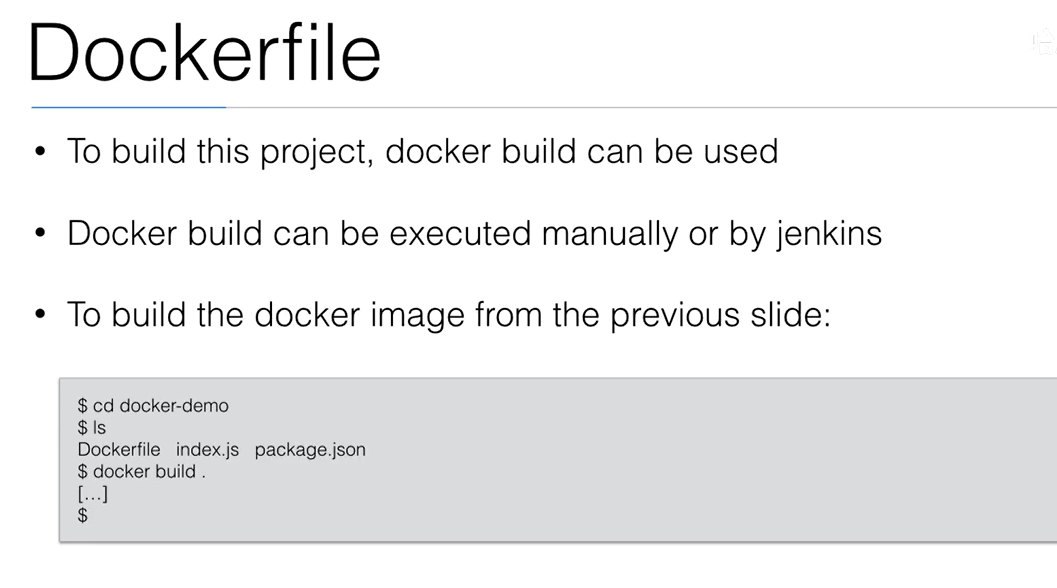 Dockerfile
• To build this project, docker build can be used
• Docker build can be executed manually or by jenkins
• To build the docker image from the previous slide:
$ cd docker-demo
$ ls
Dockerfile   index.js   package.json
$ docker build .
[...]
$